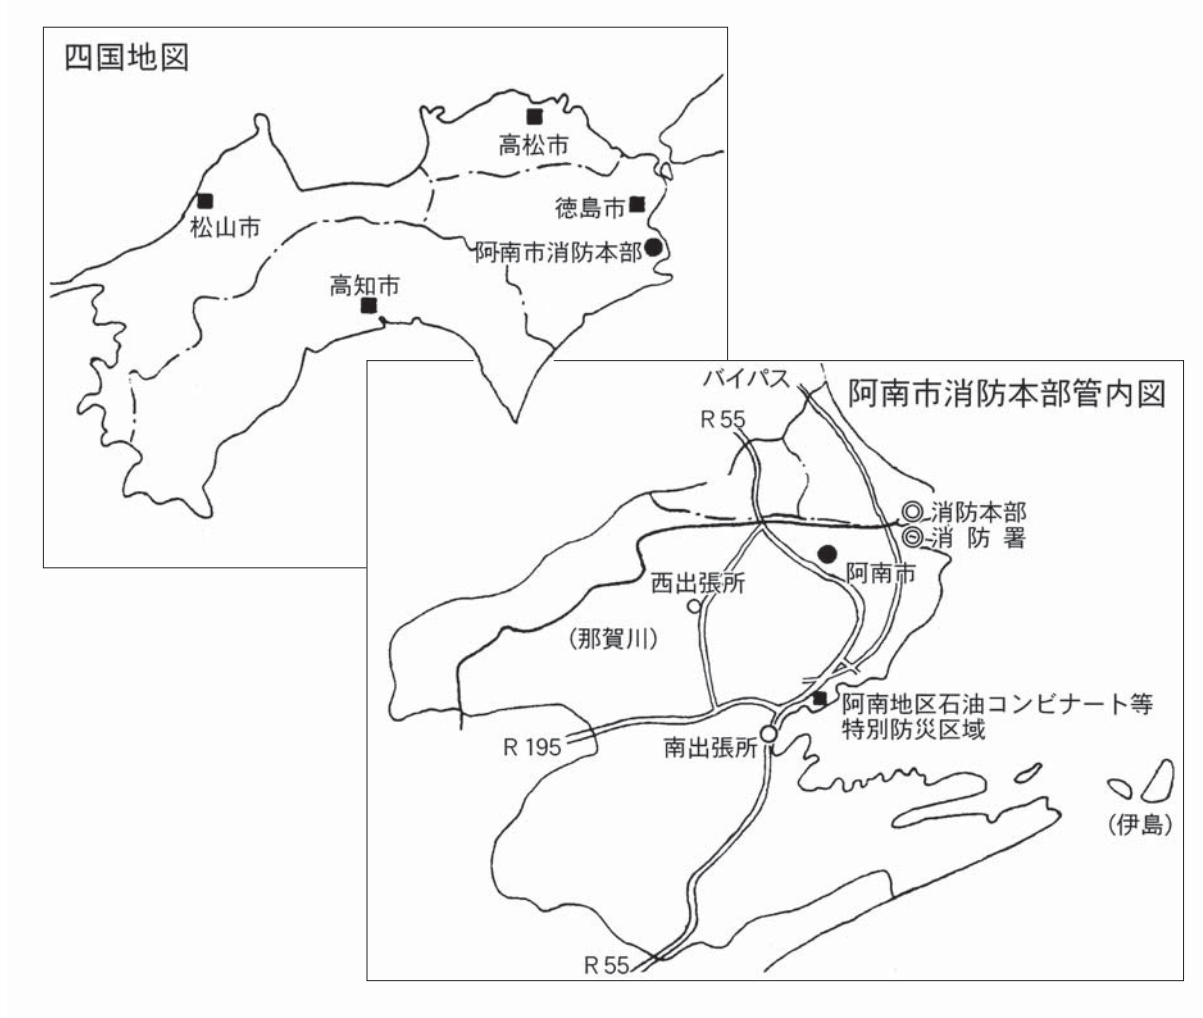 四国地図
高松市
徳島市
松山市
阿南市消防本部
高知市
バイパス
阿南市消防本部管内図
R 55
消防本部
消 防 署
阿南市
西出張所
(那賀川)
阿南地区石油コンビナート等
特別防災区域
R 195
南出張所
(伊島)
R 55